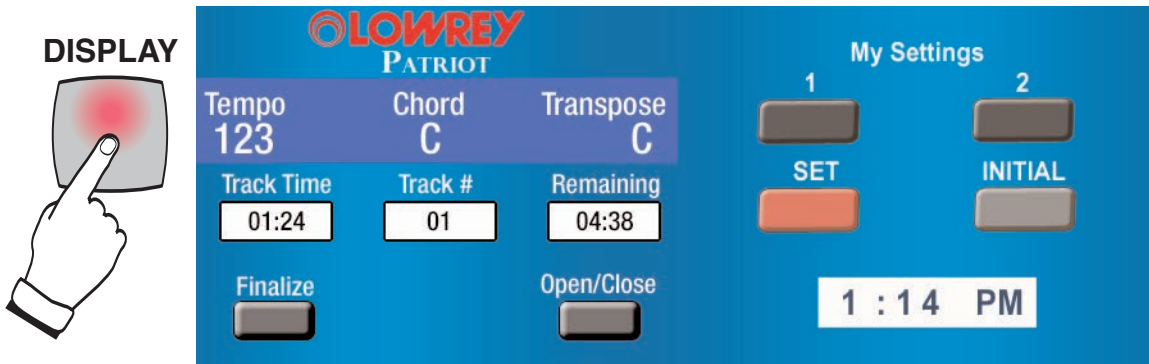 DISPLAY
LOWREY
PATRIOT
Tempo Chord Transpose
123 C C
Track Time Track # Remaining
01:24 01 04:38
Finalize Open/Close
My Settings
1 2
SET INITIAL
1 :14 PM